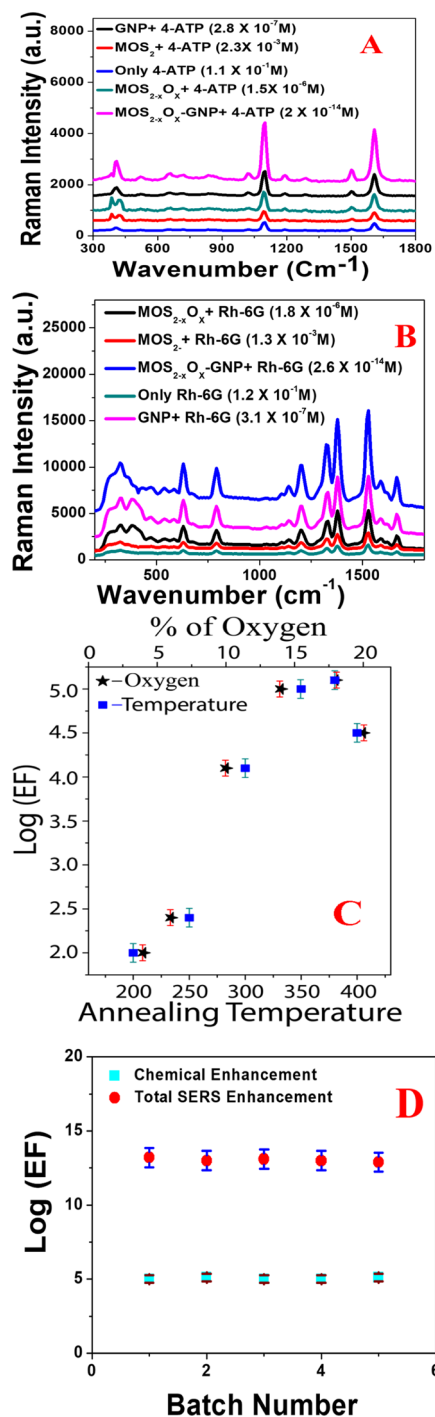 A
GNP+ 4-ATP (2.8 X 10⁻⁷M)
MOS₂+ 4-ATP (2.3X 10⁻³M)
Only 4-ATP (1.1 X 10⁻¹M)
MOS₂₋ₓOₓ+ 4-ATP (1.5X 10⁻⁶M)
MOS₂₋ₓOₓ-GNP+ 4-ATP (2 X 10⁻¹⁴M)
Raman Intensity (a.u.)
8000
6000
4000
2000
0
300 600 900 1200 1500 1800
Wavenumber (Cm⁻¹)
B
MOS₂₋ₓOₓ+ Rh-6G (1.8 X 10⁻⁶M)
MOS₂₋+ Rh-6G (1.3 X 10⁻³M)
MOS₂₋ₓOₓ-GNP+ Rh-6G (2.6 X 10⁻¹⁴M)
Only Rh-6G (1.2 X 10⁻¹M)
GNP+ Rh-6G (3.1 X 10⁻⁷M)
Raman Intensity (a.u.)
25000
20000
15000
10000
5000
0
500 1000 1500
Wavenumber (cm⁻¹)
% of Oxygen
0 5 10 15 20
–Oxygen
–Temperature
Log (EF)
5.0
4.5
4.0
3.5
3.0
2.5
2.0
C
200 250 300 350 400
Annealing Temperature
D
Chemical Enhancement
Total SERS Enhancement
Log (EF)
20
15
10
5
0
0 2 4 6
Batch Number